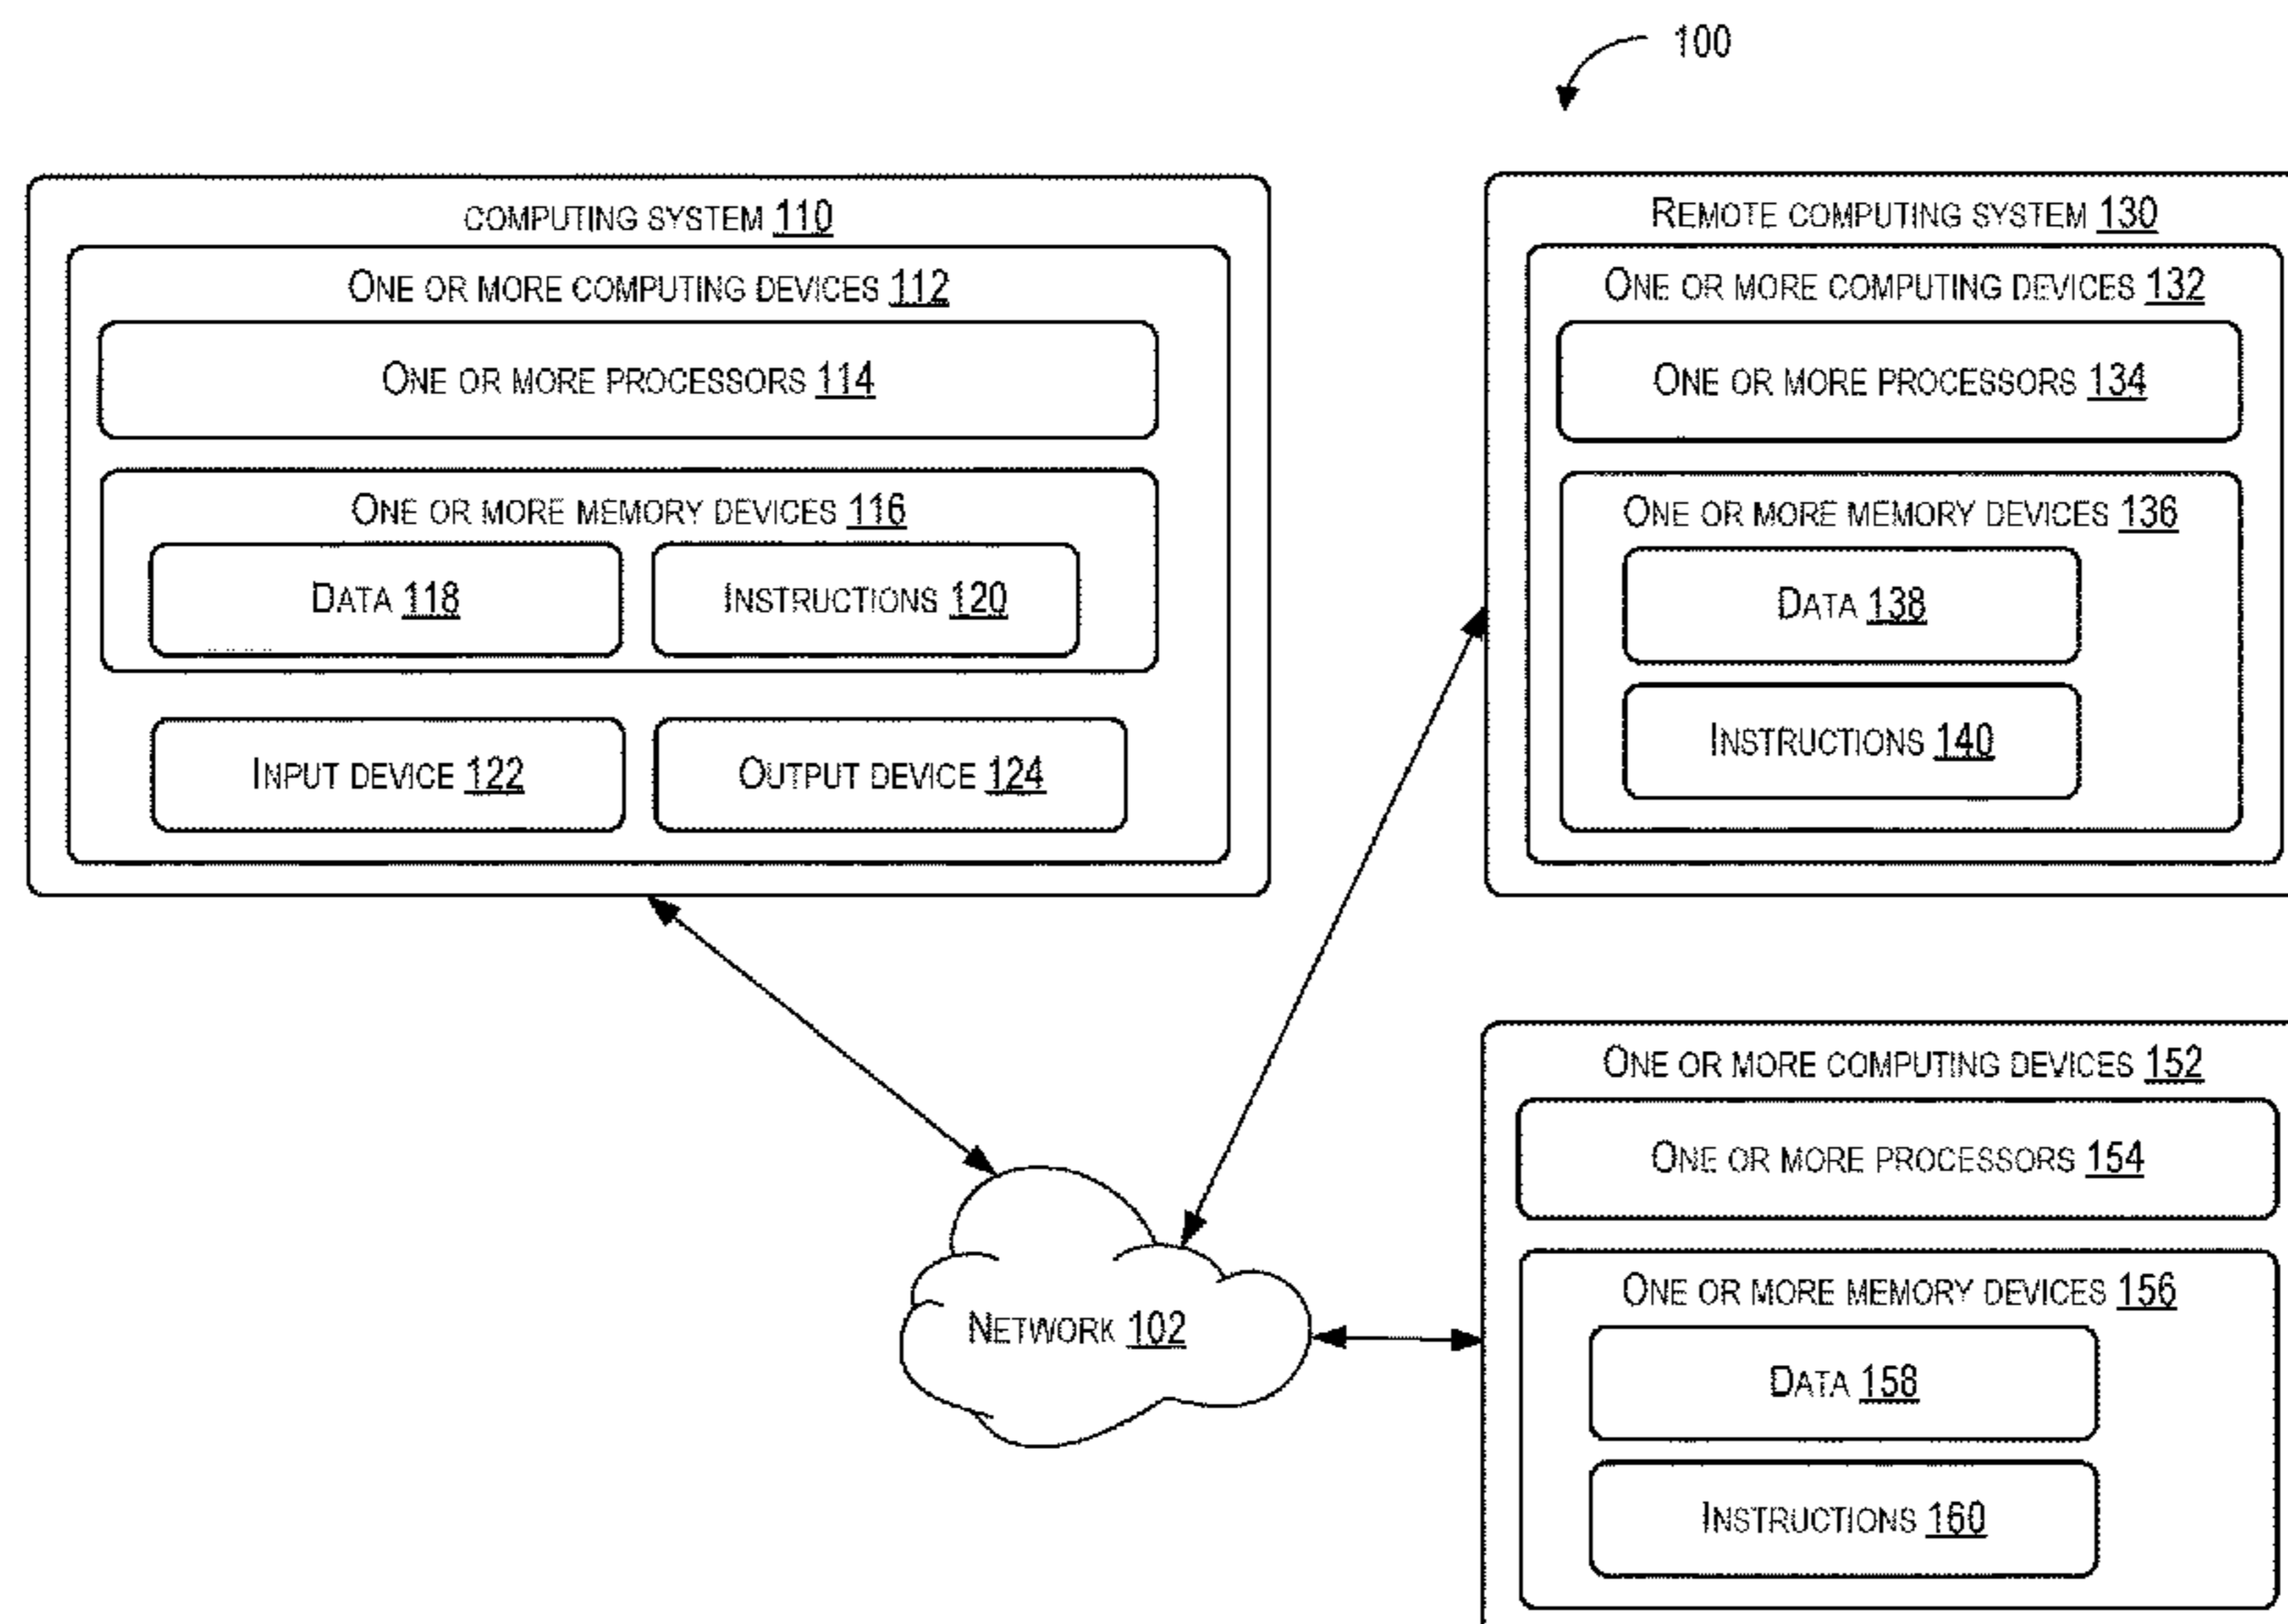 100
COMPUTING SYSTEM 110
ONE OR MORE COMPUTING DEVICES 112
ONE OR MORE PROCESSORS 114
ONE OR MORE MEMORY DEVICES 116
DATA 118
INSTRUCTIONS 120
INPUT DEVICE 122
OUTPUT DEVICE 124
REMOTE COMPUTING SYSTEM 130
ONE OR MORE COMPUTING DEVICES 132
ONE OR MORE PROCESSORS 134
ONE OR MORE MEMORY DEVICES 136
DATA 138
INSTRUCTIONS 140
NETWORK 102
ONE OR MORE COMPUTING DEVICES 152
ONE OR MORE PROCESSORS 154
ONE OR MORE MEMORY DEVICES 156
DATA 158
INSTRUCTIONS 160